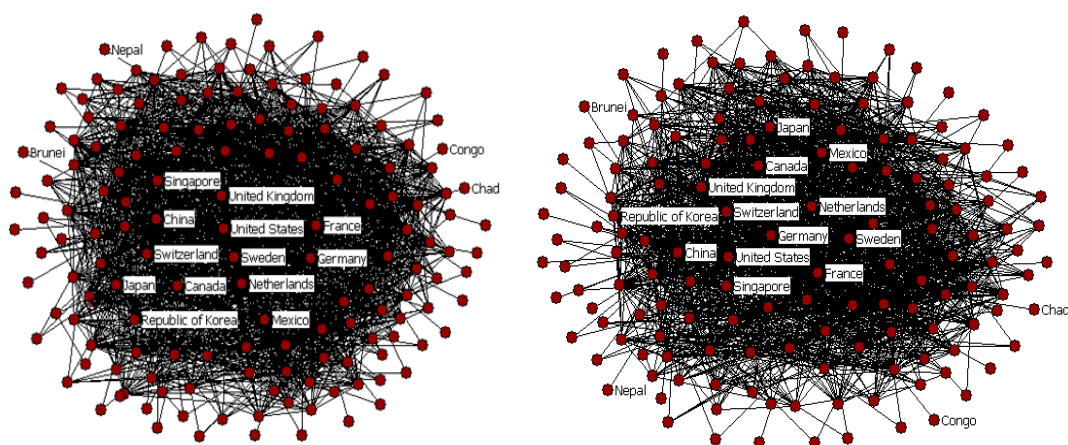 Nepal
Brunei
Congo
Singapore
Chad
United Kingdom
China
United States
France
Switzerland
Sweden
Germany
Japan
Canada
Netherlands
Republic of Korea
Mexico
Brunei
Japan
Mexico
Canada
United Kingdom
Netherlands
Republic of Korea
Switzerland
Germany
Sweden
China
United States
France
Singapore
Chad
Nepal
Congo